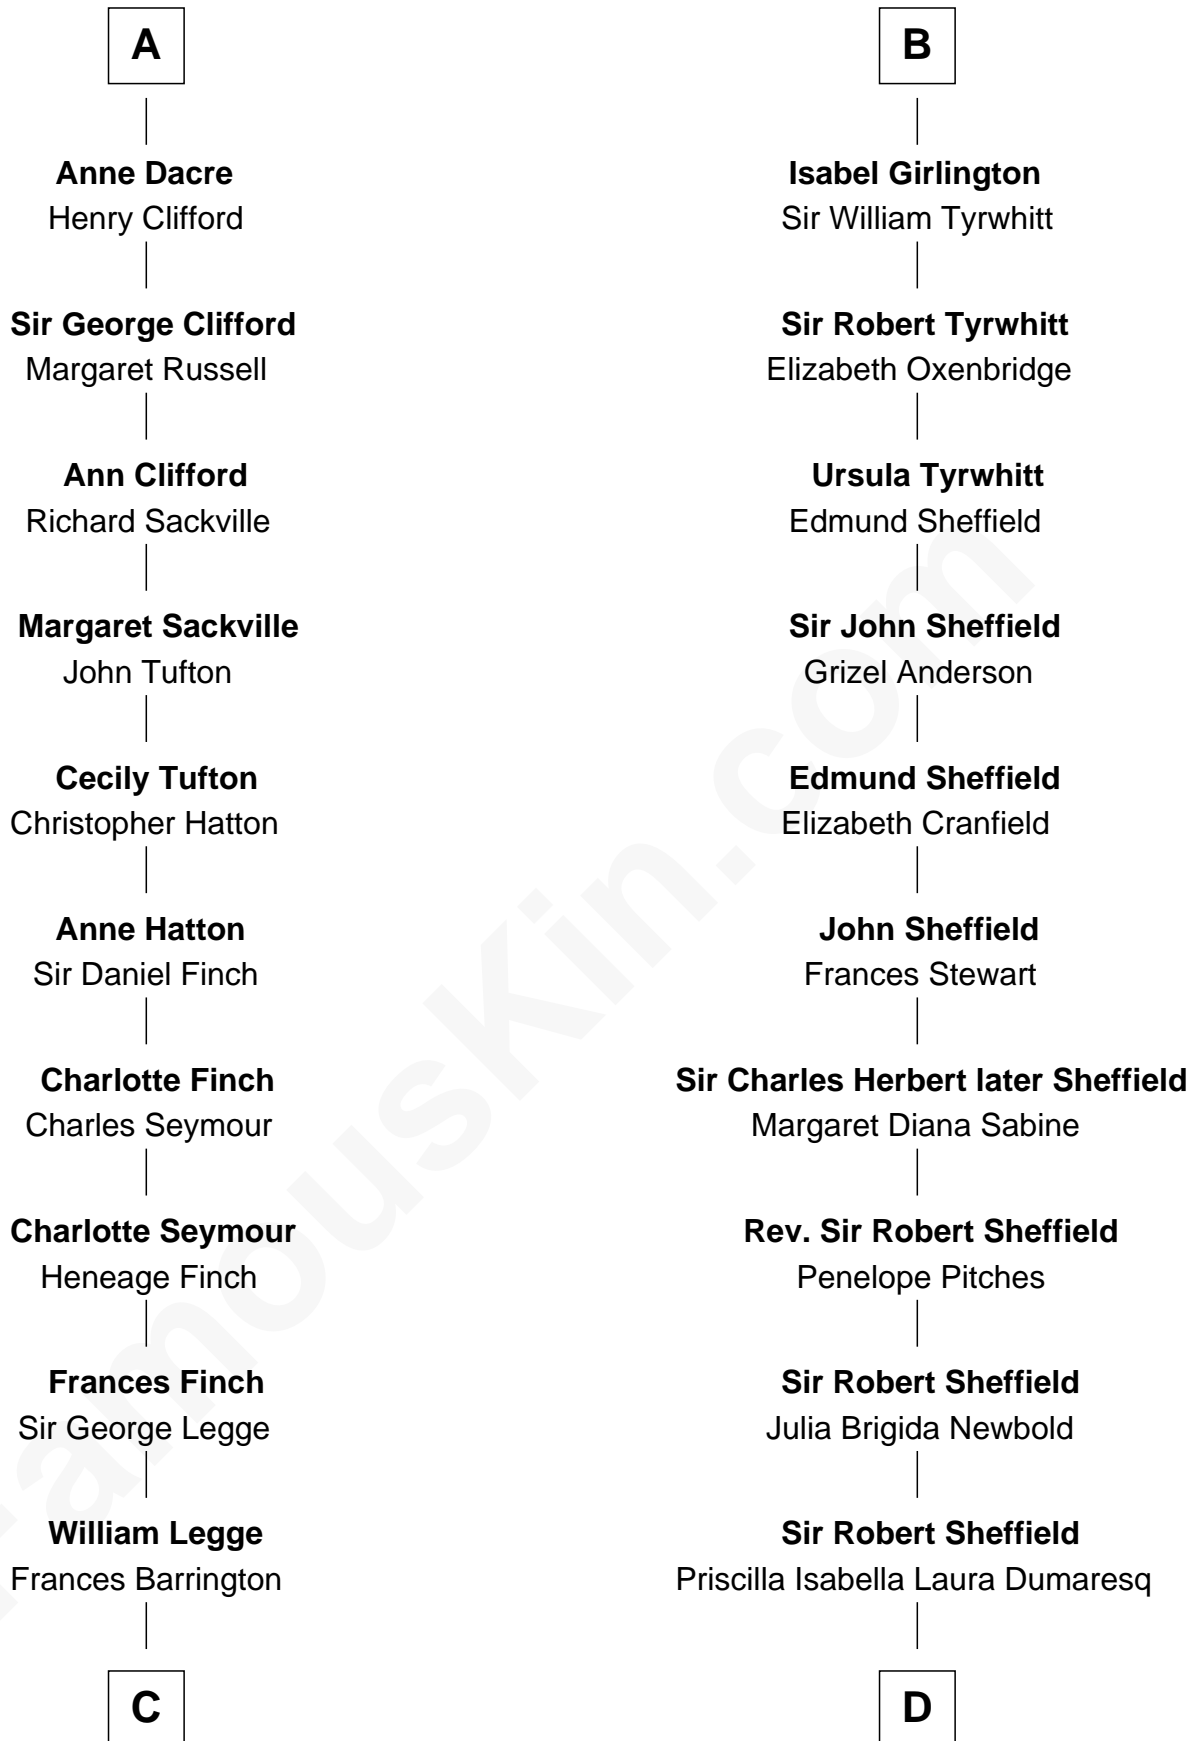 A
Anne Dacre
Henry Clifford
Sir George Clifford
Margaret Russell
Ann Clifford
Richard Sackville
Margaret Sackville
John Tufton
Cecily Tufton
Christopher Hatton
Anne Hatton
Sir Daniel Finch
Charlotte Finch
Charles Seymour
Charlotte Seymour
Heneage Finch
Frances Finch
Sir George Legge
William Legge
Frances Barrington
C
B
Isabel Girlington
Sir William Tyrwhitt
Sir Robert Tyrwhitt
Elizabeth Oxenbridge
Ursula Tyrwhitt
Edmund Sheffield
Sir John Sheffield
Grizel Anderson
Edmund Sheffield
Elizabeth Cranfield
John Sheffield
Frances Stewart
Sir Charles Herbert later Sheffield
Margaret Diana Sabine
Rev. Sir Robert Sheffield
Penelope Pitches
Sir Robert Sheffield
Julia Brigida Newbold
Sir Robert Sheffield
Priscilla Isabella Laura Dumaresq
D
FamousKin.com